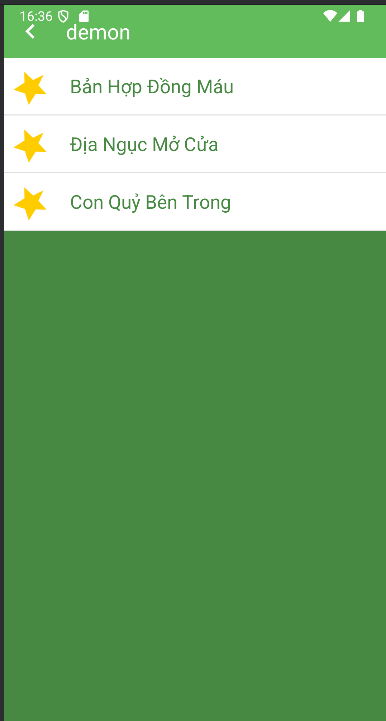 16:36
demon
Bản Hợp Đồng Máu
Địa Ngục Mở Cửa
Con Quỷ Bên Trong